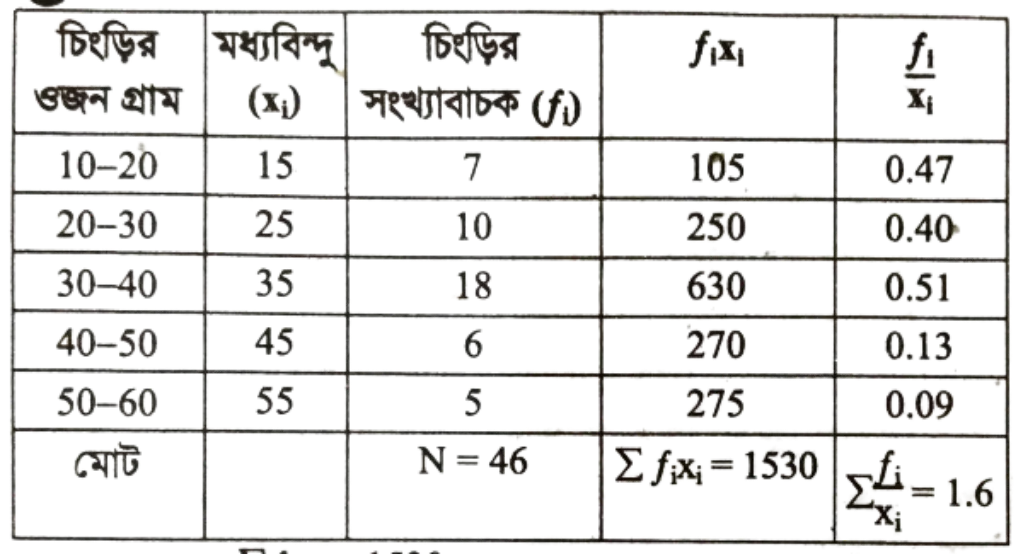 চিংড়ির ওজন গ্রাম | মধ্যবিন্দু (xᵢ) | চিংড়ির সংখ্যাবাচক (fᵢ) | fᵢxᵢ | fᵢ/xᵢ
10–20 | 15 | 7 | 105 | 0.47
20–30 | 25 | 10 | 250 | 0.40
30–40 | 35 | 18 | 630 | 0.51
40–50 | 45 | 6 | 270 | 0.13
50–60 | 55 | 5 | 275 | 0.09
মোট | | N = 46 | ∑ fᵢxᵢ = 1530 | ∑fᵢ/xᵢ = 1.6